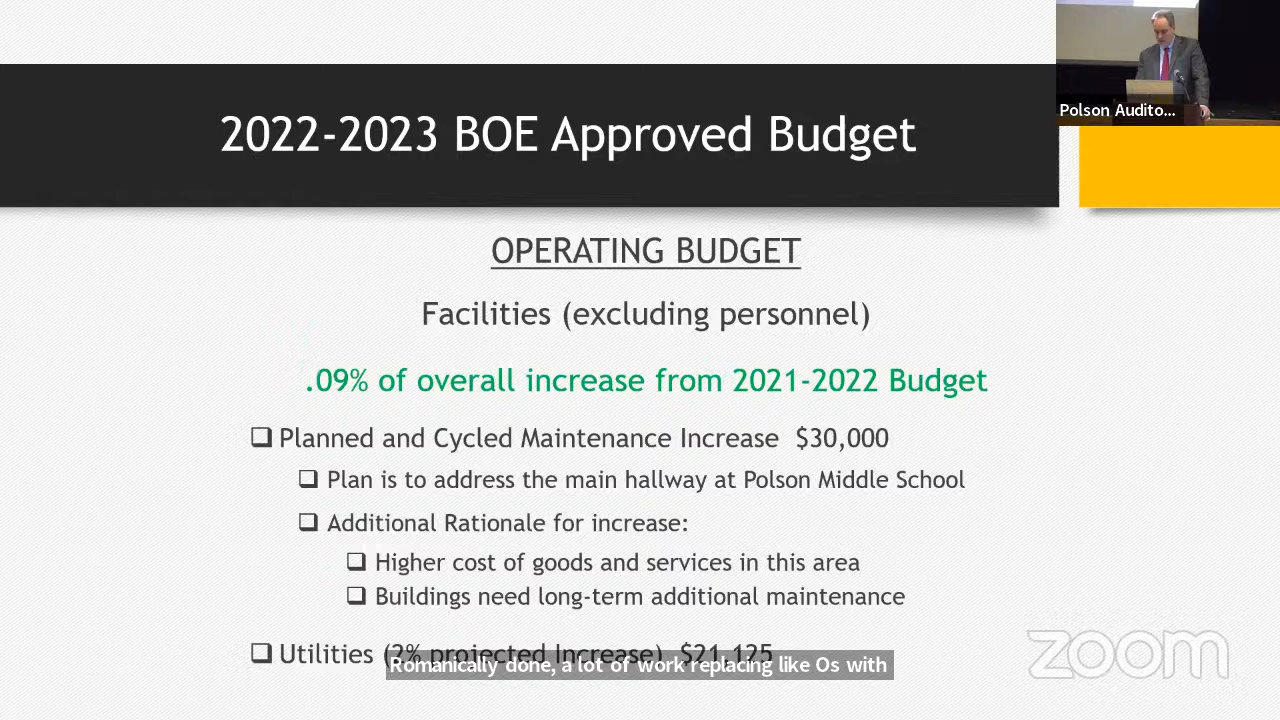 Polson Audito...
2022-2023 BOE Approved Budget
OPERATING BUDGET
Facilities (excluding personnel)
.09% of overall increase from 2021-2022 Budget
Planned and Cycled Maintenance Increase $30,000
Plan is to address the main hallway at Polson Middle School
Additional Rationale for increase:
Higher cost of goods and services in this area
Buildings need long-term additional maintenance
Utilities (2% projected Increase) $21,125
Romanically done, a lot of work replacing like Os with
zoom